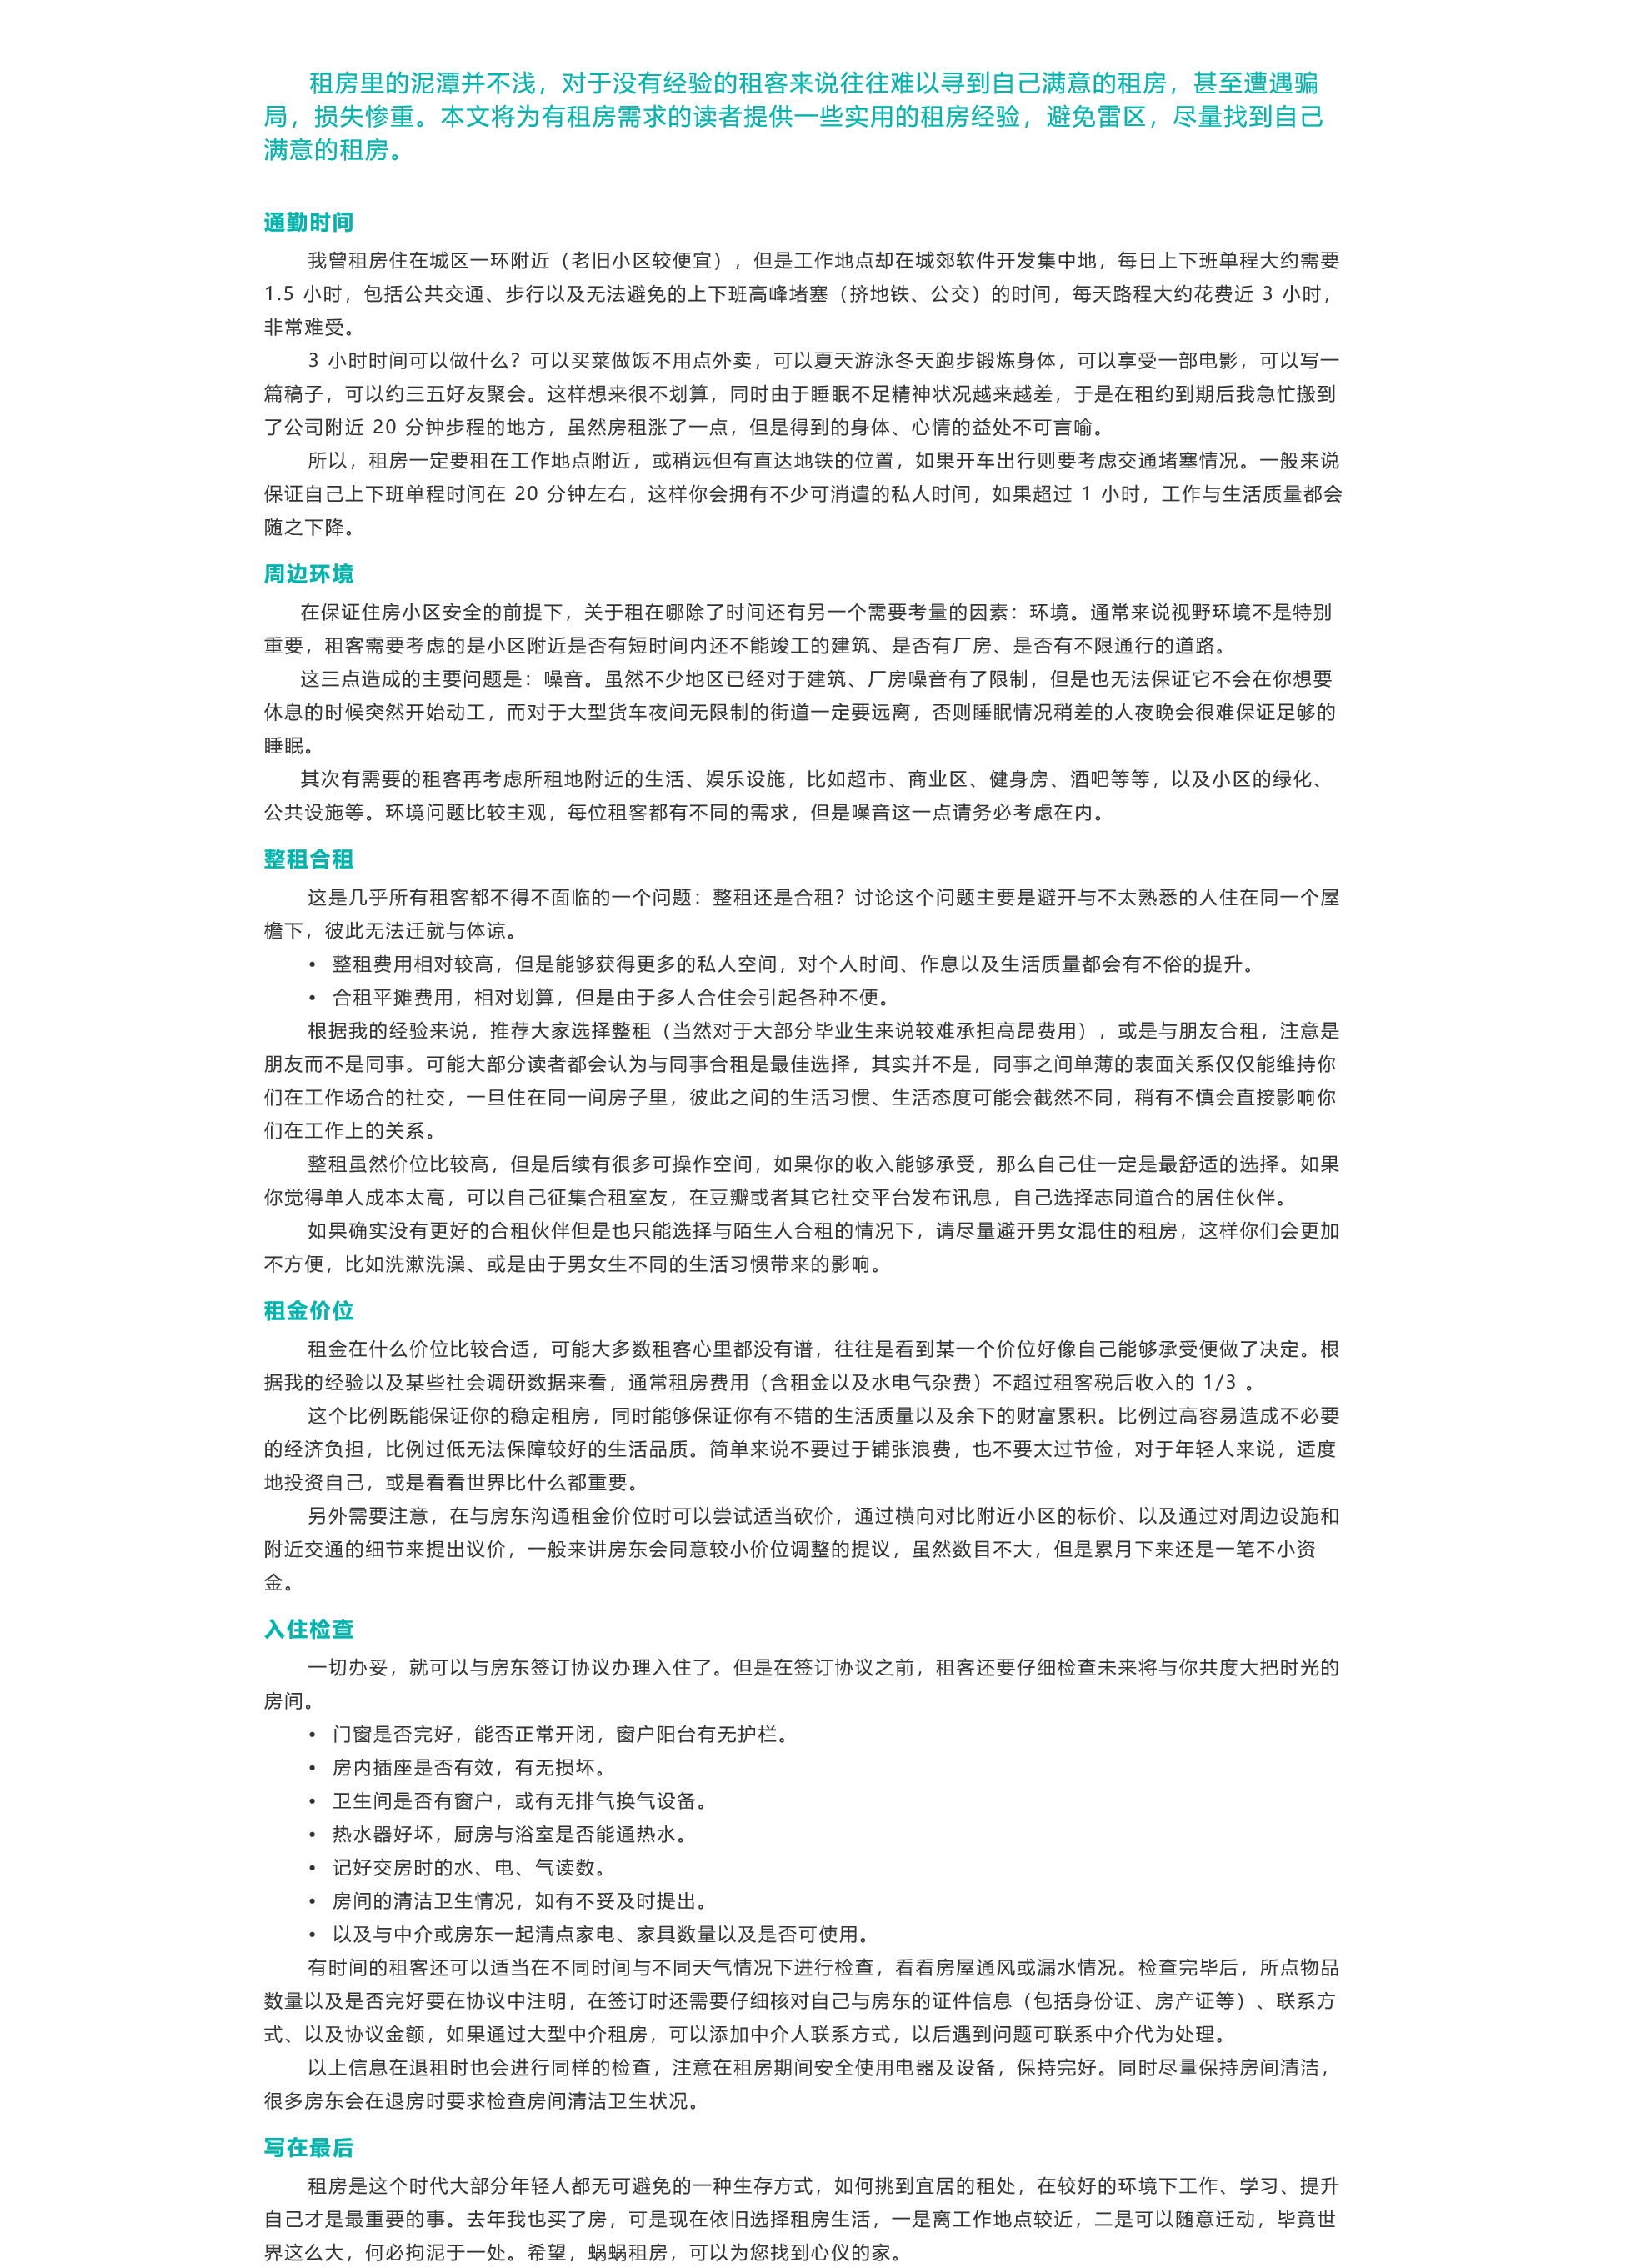 租房里的泥潭并不浅，对于没有经验的租客来说往往难以寻到自己满意的租房，甚至遭遇骗
局，损失惨重。本文将为有租房需求的读者提供一些实用的租房经验，避免雷区，尽量找到自己
满意的租房。
通勤时间
我曾租房住在城区一环附近（老旧小区较便宜），但是工作地点却在城郊软件开发集中地，每日上下班单程大约需要
1.5 小时，包括公共交通、步行以及无法避免的上下班高峰堵塞（挤地铁、公交）的时间，每天路程大约花费近 3 小时，
非常难受。
3 小时时间可以做什么？可以买菜做饭不用点外卖，可以夏天游泳冬天跑步锻炼身体，可以享受一部电影，可以写一
篇稿子，可以约三五好友聚会。这样想来很不划算，同时由于睡眠不足精神状况越来越差，于是在租约到期后我急忙搬到
了公司附近 20 分钟步程的地方，虽然房租涨了一点，但是得到的身体、心情的益处不可言喻。
所以，租房一定要租在工作地点附近，或稍远但有直达地铁的位置，如果开车出行则要考虑交通堵塞情况。一般来说
保证自己上下班单程时间在 20 分钟左右，这样你会拥有不少可消遣的私人时间，如果超过 1 小时，工作与生活质量都会
随之下降。
周边环境
在保证住房小区安全的前提下，关于租在哪除了时间还有另一个需要考量的因素：环境。通常来说视野环境不是特别
重要，租客需要考虑的是小区附近是否有短时间内还不能竣工的建筑、是否有厂房、是否有不限通行的道路。
这三点造成的主要问题是：噪音。虽然不少地区已经对于建筑、厂房噪音有了限制，但是也无法保证它不会在你想要
休息的时候突然开始动工，而对于大型货车夜间无限制的街道一定要远离，否则睡眠情况稍差的人夜晚会很难保证足够的
睡眠。
其次有需要的租客再考虑所租地附近的生活、娱乐设施，比如超市、商业区、健身房、酒吧等等，以及小区的绿化、
公共设施等。环境问题比较主观，每位租客都有不同的需求，但是噪音这一点请务必考虑在内。
整租合租
这是几乎所有租客都不得不面临的一个问题：整租还是合租？讨论这个问题主要是避开与不太熟悉的人住在同一个屋
檐下，彼此无法迁就与体谅。
• 整租费用相对较高，但是能够获得更多的私人空间，对个人时间、作息以及生活质量都会有不俗的提升。
• 合租平摊费用，相对划算，但是由于多人合住会引起各种不便。
根据我的经验来说，推荐大家选择整租（当然对于大部分毕业生来说较难承担高昂费用），或是与朋友合租，注意是
朋友而不是同事。可能大部分读者都会认为与同事合租是最佳选择，其实并不是，同事之间单薄的表面关系仅仅能维持你
们在工作场合的社交，一旦住在同一间房子里，彼此之间的生活习惯、生活态度可能会截然不同，稍有不慎会直接影响你
们在工作上的关系。
整租虽然价位比较高，但是后续有很多可操作空间，如果你的收入能够承受，那么自己住一定是最舒适的选择。如果
你觉得单人成本太高，可以自己征集合租室友，在豆瓣或者其它社交平台发布讯息，自己选择志同道合的居住伙伴。
如果确实没有更好的合租伙伴但是也只能选择与陌生人合租的情况下，请尽量避开男女混住的租房，这样你们会更加
不方便，比如洗漱洗澡、或是由于男女生不同的生活习惯带来的影响。
租金价位
租金在什么价位比较合适，可能大多数租客心里都没有谱，往往是看到某一个价位好像自己能够承受便做了决定。根
据我的经验以及某些社会调研数据来看，通常租房费用（含租金以及水电气杂费）不超过租客税后收入的 1/3 。
这个比例既能保证你的稳定租房，同时能够保证你有不错的生活质量以及余下的财富累积。比例过高容易造成不必要
的经济负担，比例过低无法保障较好的生活品质。简单来说不要过于铺张浪费，也不要太过节俭，对于年轻人来说，适度
地投资自己，或是看看世界比什么都重要。
另外需要注意，在与房东沟通租金价位时可以尝试适当砍价，通过横向对比附近小区的标价、以及通过对周边设施和
附近交通的细节来提出议价，一般来讲房东会同意较小价位调整的提议，虽然数目不大，但是累月下来还是一笔不小资
金。
入住检查
一切办妥，就可以与房东签订协议办理入住了。但是在签订协议之前，租客还要仔细检查未来将与你共度大把时光的
房间。
• 门窗是否完好，能否正常开闭，窗户阳台有无护栏。
• 房内插座是否有效，有无损坏。
• 卫生间是否有窗户，或有无排气换气设备。
• 热水器好坏，厨房与浴室是否能通热水。
• 记好交房时的水、电、气读数。
• 房间的清洁卫生情况，如有不妥及时提出。
• 以及与中介或房东一起清点家电、家具数量以及是否可使用。
有时间的租客还可以适当在不同时间与不同天气情况下进行检查，看看房屋通风或漏水情况。检查完毕后，所点物品
数量以及是否完好要在协议中注明，在签订时还需要仔细核对自己与房东的证件信息（包括身份证、房产证等）、联系方
式、以及协议金额，如果通过大型中介租房，可以添加中介人联系方式，以后遇到问题可联系中介代为处理。
以上信息在退租时也会进行同样的检查，注意在租房期间安全使用电器及设备，保持完好。同时尽量保持房间清洁，
很多房东会在退房时要求检查房间清洁卫生状况。
写在最后
租房是这个时代大部分年轻人都无可避免的一种生存方式，如何挑到宜居的租处，在较好的环境下工作、学习、提升
自己才是最重要的事。去年我也买了房，可是现在依旧选择租房生活，一是离工作地点较近，二是可以随意迁动，毕竟世
界这么大，何必拘泥于一处。希望，蜗蜗租房，可以为您找到心仪的家。